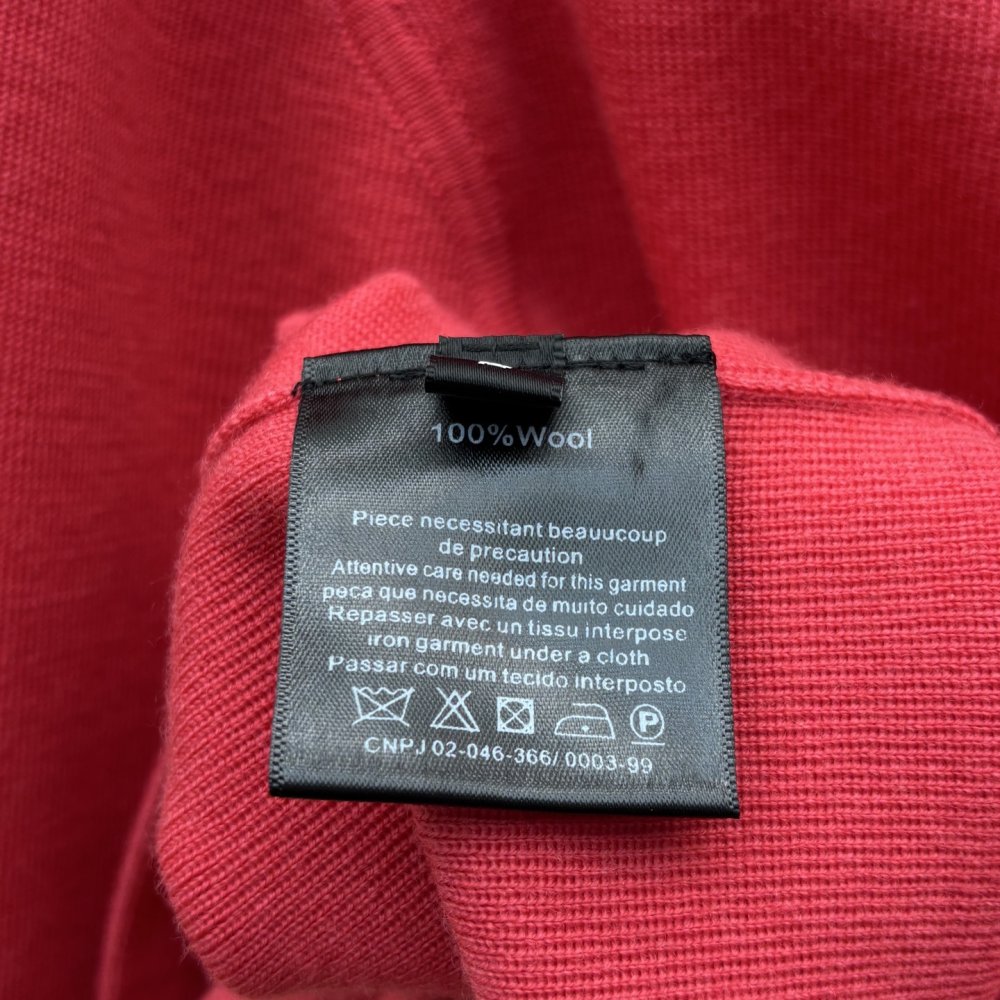 100%Wool
Piece necessitant beauucoup
de precaution
Attentive care needed for this garment
peca que necessita de muito cuidado
Repasser avec un tissu interpose
iron garment under a cloth
Passar com um tecido interposto
P
CNPJ 02-046-366/ 0003-99